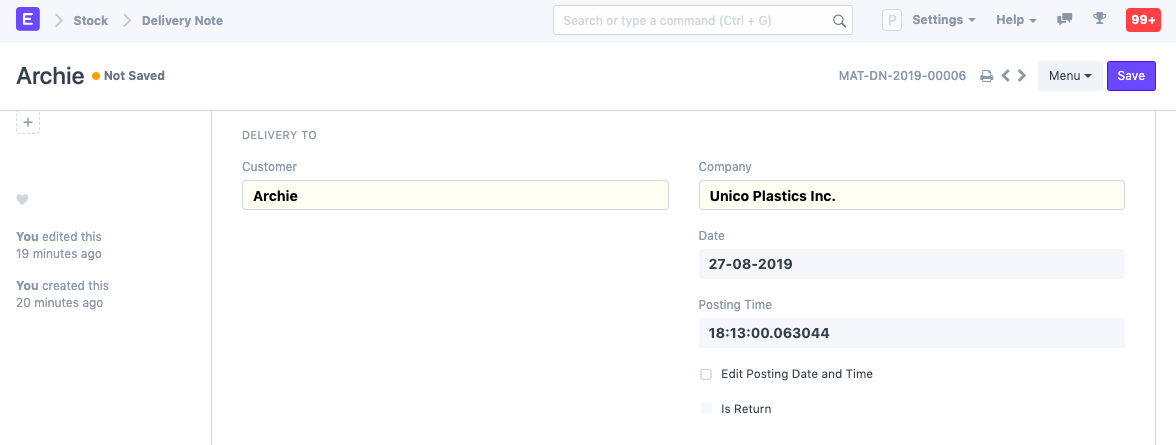 E Stock Delivery Note Search or type a command (Ctrl + G) P Settings Help 99+
Archie Not Saved MAT-DN-2019-00006 Menu Save
+
DELIVERY TO
Customer
Archie
Company
Unico Plastics Inc.
Date
27-08-2019
Posting Time
18:13:00.063044
Edit Posting Date and Time
Is Return
You edited this
19 minutes ago
You created this
20 minutes ago